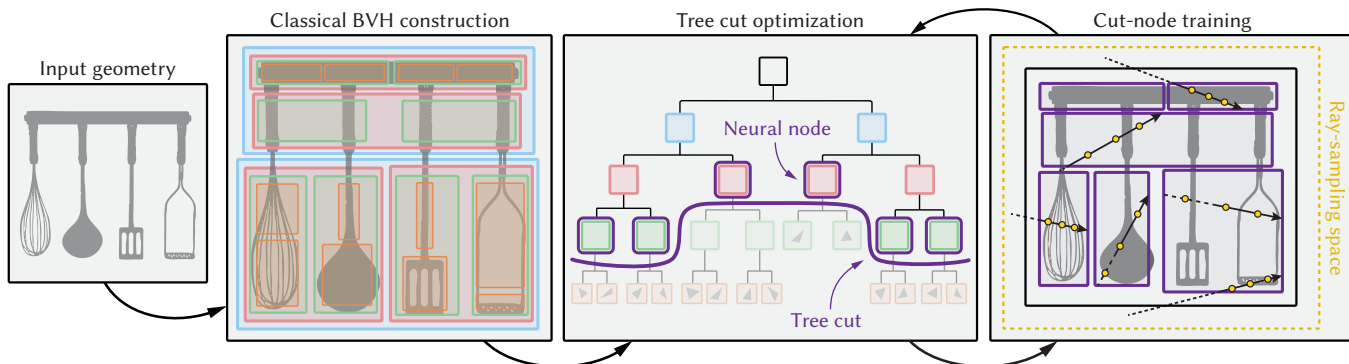 Input geometry
Classical BVH construction
Tree cut optimization
Cut-node training
Neural node
Tree cut
Ray-sampling space